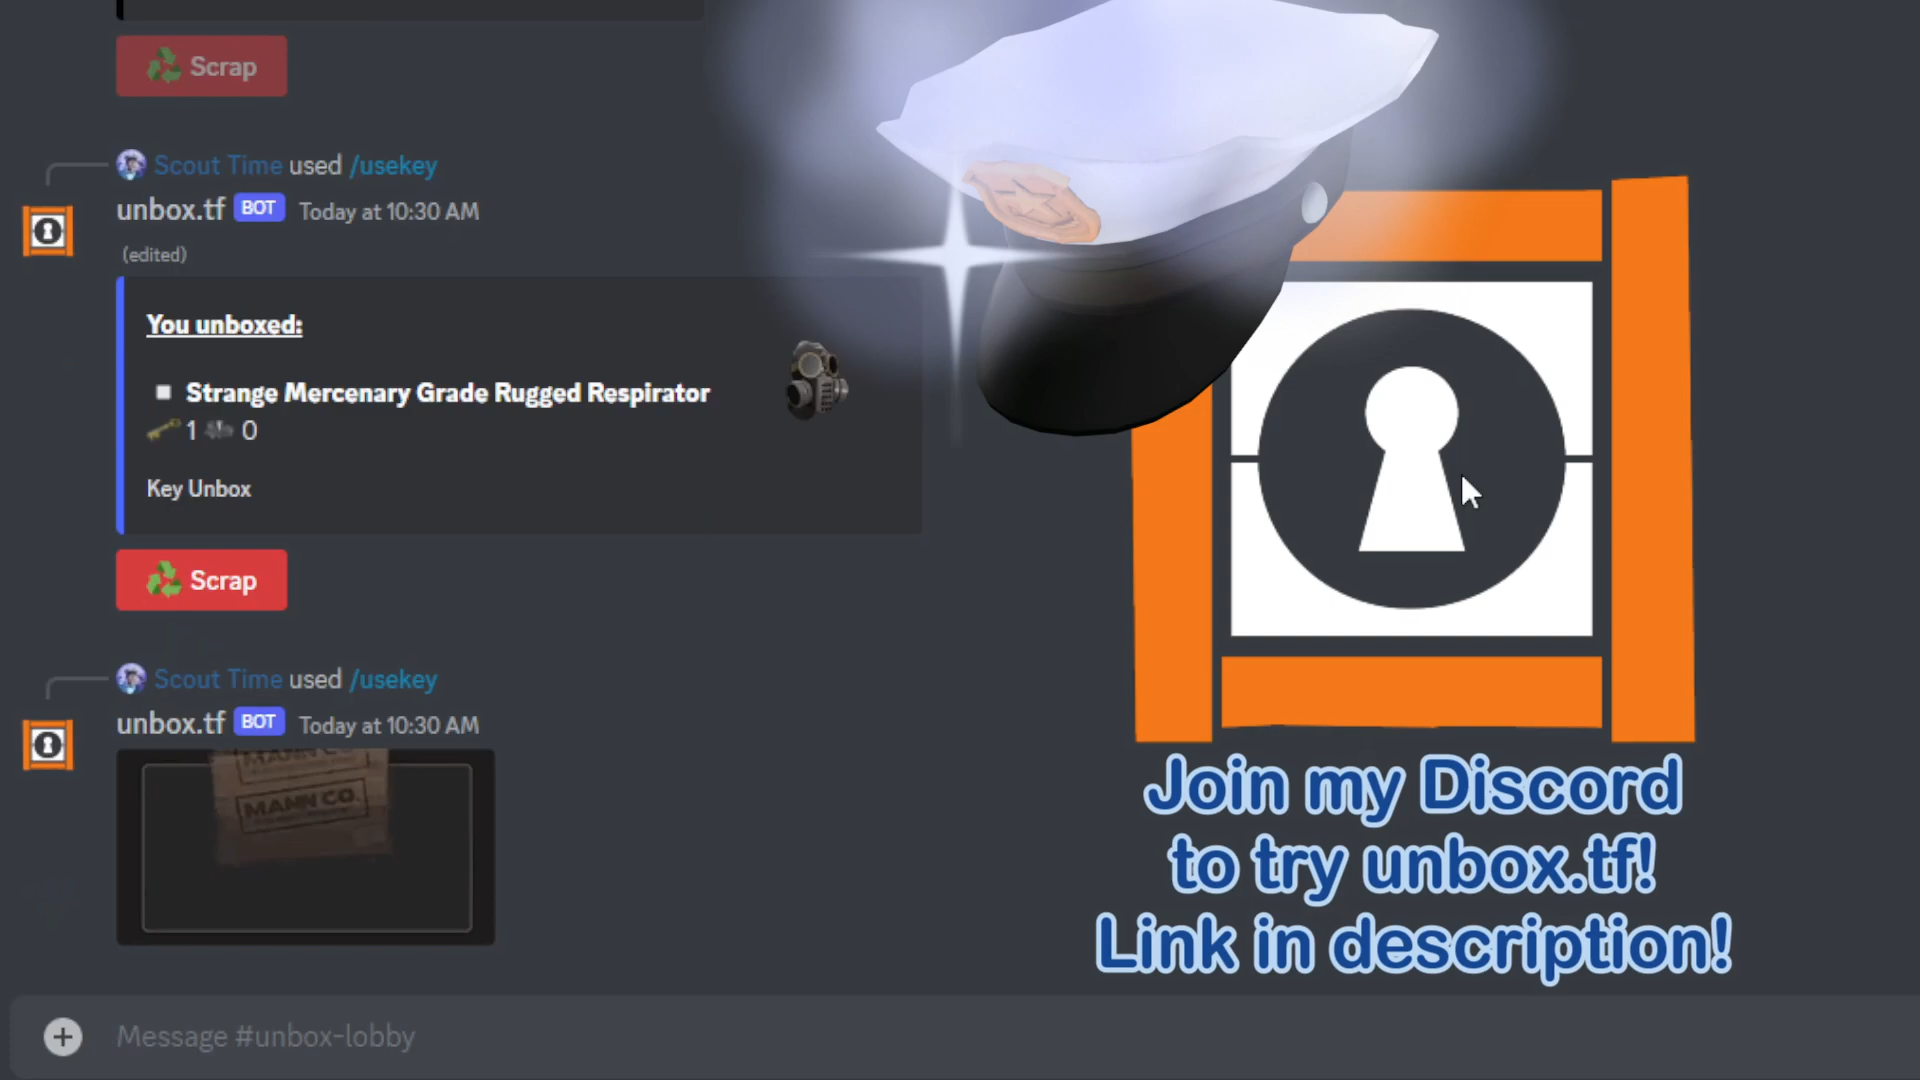 Scrap
Scout Time used /usekey
unbox.tf BOT Today at 10:30 AM
(edited)
You unboxed:
Strange Mercenary Grade Rugged Respirator
1 0
Key Unbox
Scrap
Scout Time used /usekey
unbox.tf BOT Today at 10:30 AM
MANN CO.
MANN CO.
Join my Discord
to try unbox.tf!
Link in description!
Message #unbox-lobby